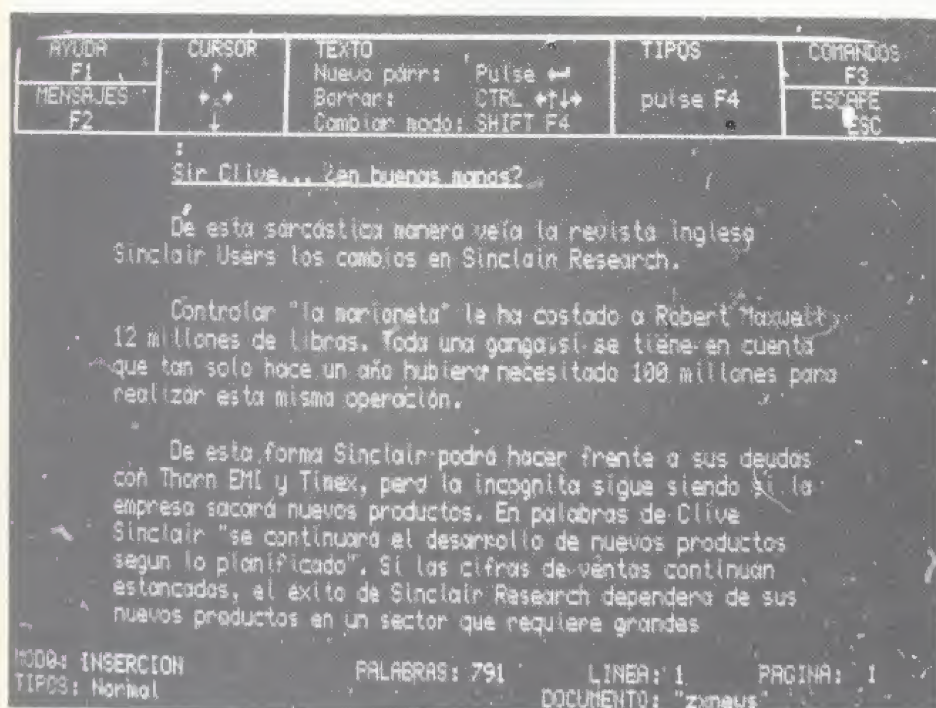 AYUDA CURSOR TEXTO TIPOS COMANDOS
F1 ↑ Nuevo párr: Pulse ↵ F3
MENSAJES ←.→ Borrar: CTRL ←↑↓→ pulse F4 ESCAPE
F2 ↓ Cambiar modo: SHIFT F4 ESC
Sir Clive... ¿en buenas manos?
De esta sarcástica manera veía la revista inglesa
Sinclair Users los cambios en Sinclair Research.
Controlar "la marioneta" le ha costado a Robert Maxwell
12 millones de libras. Toda una ganga si se tiene en cuenta
que tan solo hace un año hubiera necesitado 100 millones para
realizar esta misma operación.
De esta forma Sinclair podrá hacer frente a sus deudas
con Thorn EMI y Timex, pero la incognita sigue siendo si la
empresa sacará nuevos productos. En palabras de Clive
Sinclair "se continuará el desarrollo de nuevos productos
segun lo planificado". Si las cifras de ventas continuan
estancadas, el éxito de Sinclair Research dependera de sus
nuevos productos en un sector que requiere grandes
MODO: INSERCION PALABRAS: 791 LINEA: 1 PAGINA: 1
TIPOS: Normal DOCUMENTO: "zxnews"